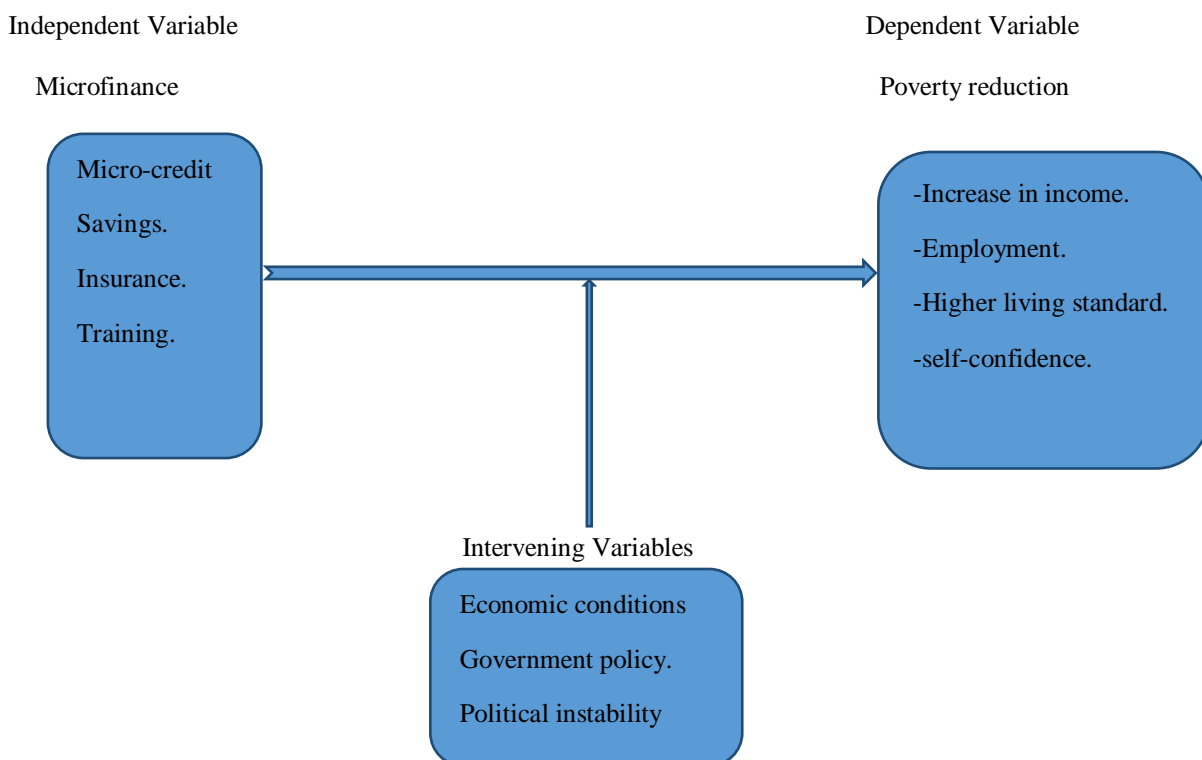 Independent Variable
Dependent Variable
Microfinance
Poverty reduction
Micro-credit
Savings.
Insurance.
Training.
-Increase in income.
-Employment.
-Higher living standard.
-self-confidence.
Intervening Variables
Economic conditions
Government policy.
Political instability